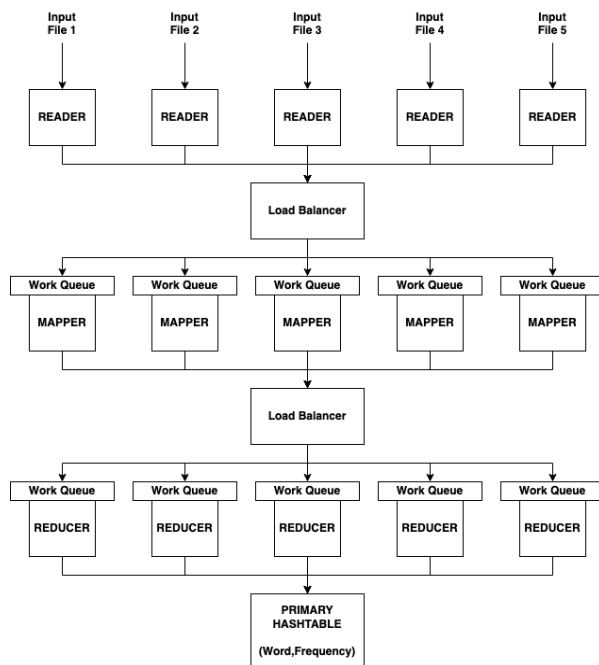 Input
File 1
Input
File 2
Input
File 3
Input
File 4
Input
File 5
READER
READER
READER
READER
READER
Load Balancer
Work Queue
Work Queue
Work Queue
Work Queue
Work Queue
MAPPER
MAPPER
MAPPER
MAPPER
MAPPER
Load Balancer
Work Queue
Work Queue
Work Queue
Work Queue
Work Queue
REDUCER
REDUCER
REDUCER
REDUCER
REDUCER
PRIMARY
HASHTABLE
(Word,Frequency)